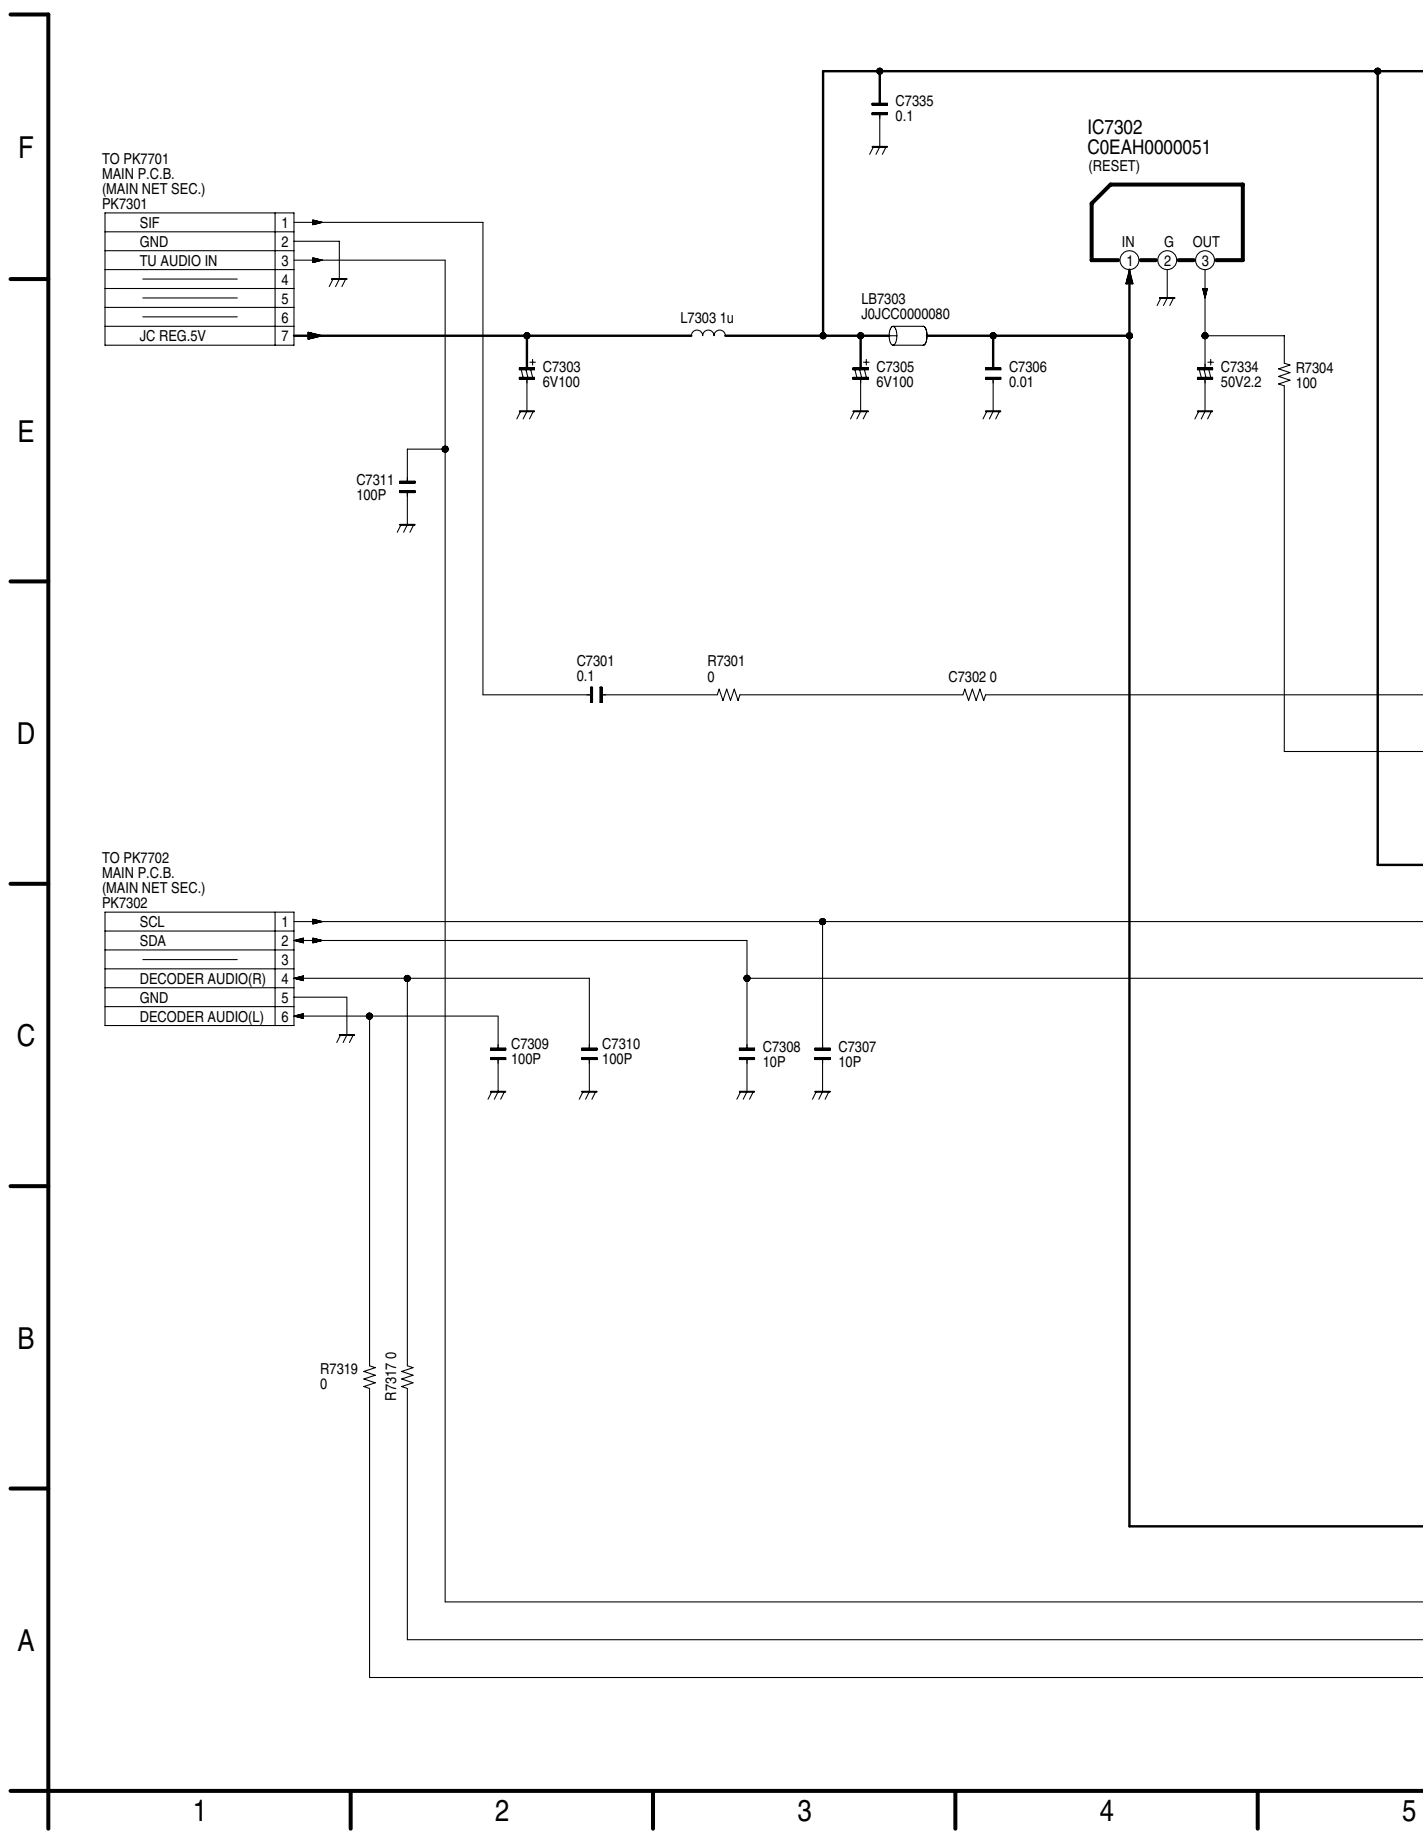 F
E
D
C
B
A
C7335
0.1
IC7302
C0EAH0000051
(RESET)
IN G OUT
1 2 3
TO PK7701
MAIN P.C.B.
(MAIN NET SEC.)
PK7301
SIF 1
GND 2
TU AUDIO IN 3
4
5
6
JC REG.5V 7
L7303 1u
LB7303
J0JCC0000080
+
C7303
6V100
+
C7305
6V100
C7306
0.01
+
C7334
50V2.2
R7304
100
C7311
100P
C7301
0.1
R7301
0
C7302 0
TO PK7702
MAIN P.C.B.
(MAIN NET SEC.)
PK7302
SCL 1
SDA 2
3
DECODER AUDIO(R) 4
GND 5
DECODER AUDIO(L) 6
C7309
100P
C7310
100P
C7308
10P
C7307
10P
R7319
0
R7317 0
1 2 3 4 5